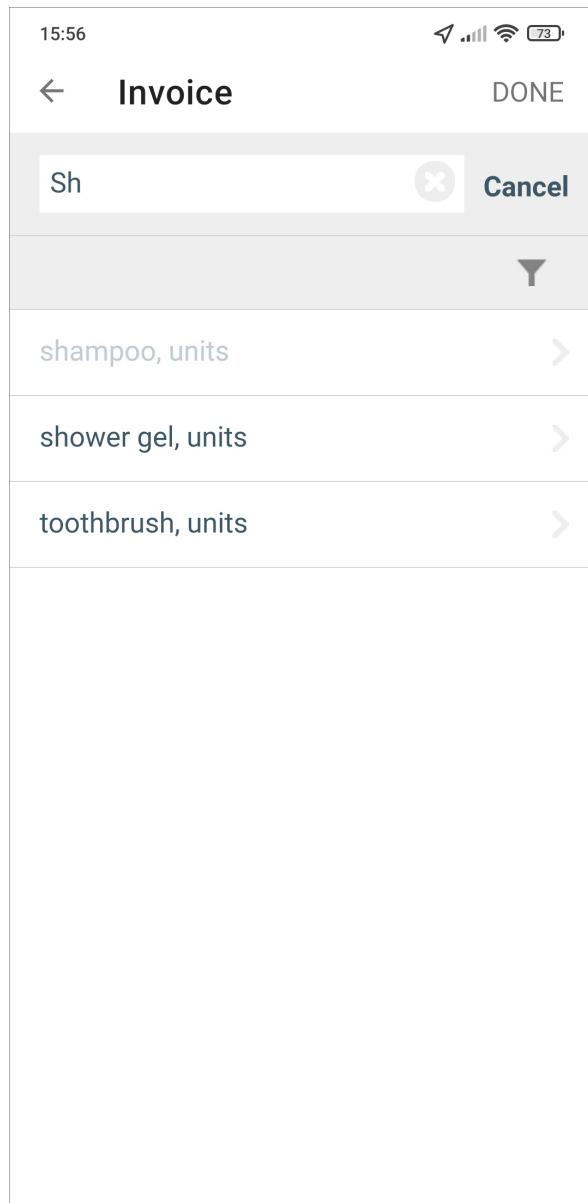 15:56 73
Invoice DONE
Sh Cancel
shampoo, units
shower gel, units
toothbrush, units